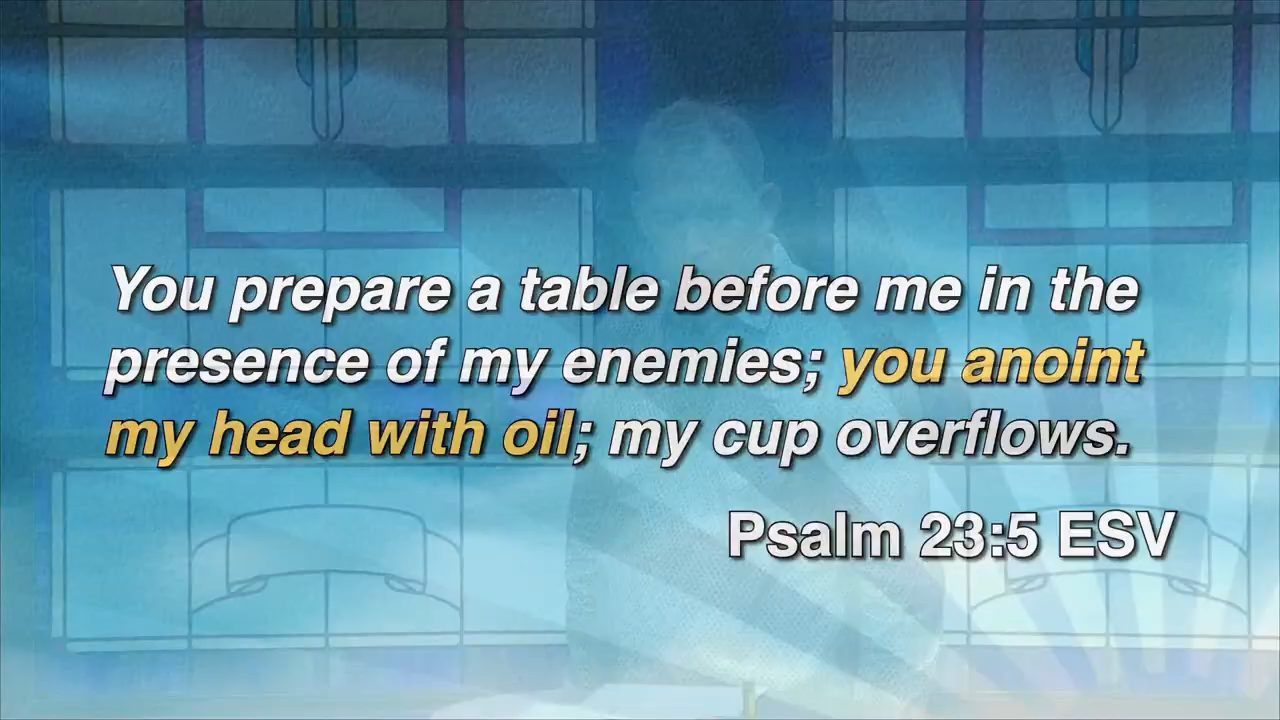 You prepare a table before me in the
presence of my enemies; you anoint
my head with oil; my cup overflows.
Psalm 23:5 ESV